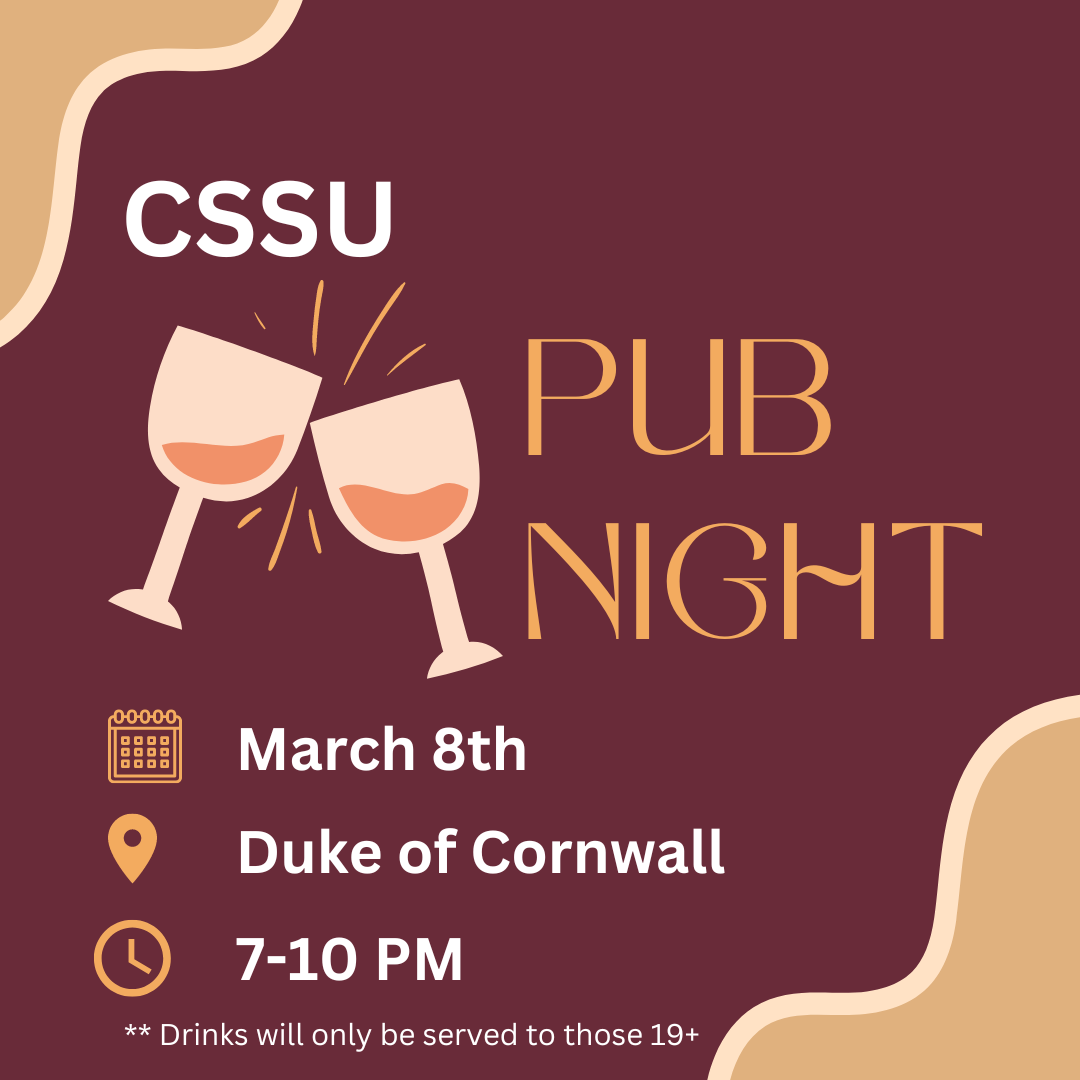 CSSU
PUB
NIGHT
March 8th
Duke of Cornwall
7-10 PM
** Drinks will only be served to those 19+